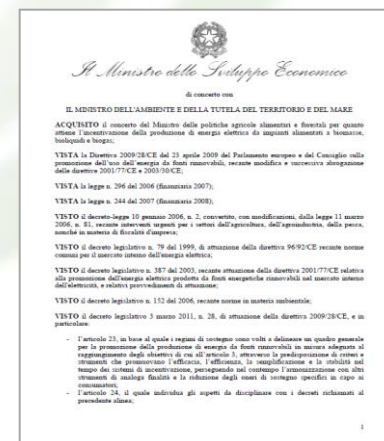 Il Ministro dello Sviluppo Economico
di concerto con
IL MINISTRO DELL'AMBIENTE E DELLA TUTELA DEL TERRITORIO E DEL MARE
ACQUISITO il concerto del Ministro delle politiche agricole alimentari e forestali per quanto
attiene l'incentivazione della produzione di energia elettrica da impianti alimentati a biomasse,
bioliquidi e biogas;
VISTA la Direttiva 2009/28/CE del 23 aprile 2009 del Parlamento europeo e del Consiglio sulla
promozione dell'uso dell'energia da fonti rinnovabili, recante modifica e successiva abrogazione
delle direttive 2001/77/CE e 2003/30/CE;
VISTA la legge n. 296 del 2006 (finanziaria 2007);
VISTA la legge n. 244 del 2007 (finanziaria 2008);
VISTO il decreto-legge 10 gennaio 2006, n. 2, convertito, con modificazioni, dalla legge 11 marzo
2006, n. 81, recante interventi urgenti per i settori dell'agricoltura, dell'agroindustria, della pesca,
nonché in materia di fiscalità d'impresa;
VISTO il decreto legislativo n. 79 del 1999, di attuazione della direttiva 96/92/CE recante norme
comuni per il mercato interno dell'energia elettrica;
VISTO il decreto legislativo n. 387 del 2003, recante attuazione della direttiva 2001/77/CE relativa
alla promozione dell'energia elettrica prodotta da fonti energetiche rinnovabili nel mercato interno
dell'elettricità, e relativi provvedimenti di attuazione;
VISTO il decreto legislativo n. 152 del 2006, recante norme in materia ambientale;
VISTO il decreto legislativo 3 marzo 2011, n. 28, di attuazione della direttiva 2009/28/CE, e in
particolare:
- l'articolo 23, in base al quale i regimi di sostegno sono volti a delineare un quadro generale
per la promozione della produzione di energia da fonti rinnovabili in misura adeguata al
raggiungimento degli obiettivi di cui all'articolo 3, attraverso la predisposizione di criteri e
strumenti che promuovano l'efficacia, l'efficienza, la semplificazione e la stabilità nel
tempo dei sistemi di incentivazione, perseguendo nel contempo l'armonizzazione con altri
strumenti di analoga finalità e la riduzione degli oneri di sostegno specifici in capo ai
consumatori;
- l'articolo 24, il quale individua gli aspetti da disciplinare con i decreti richiamati al
precedente alinea;
1